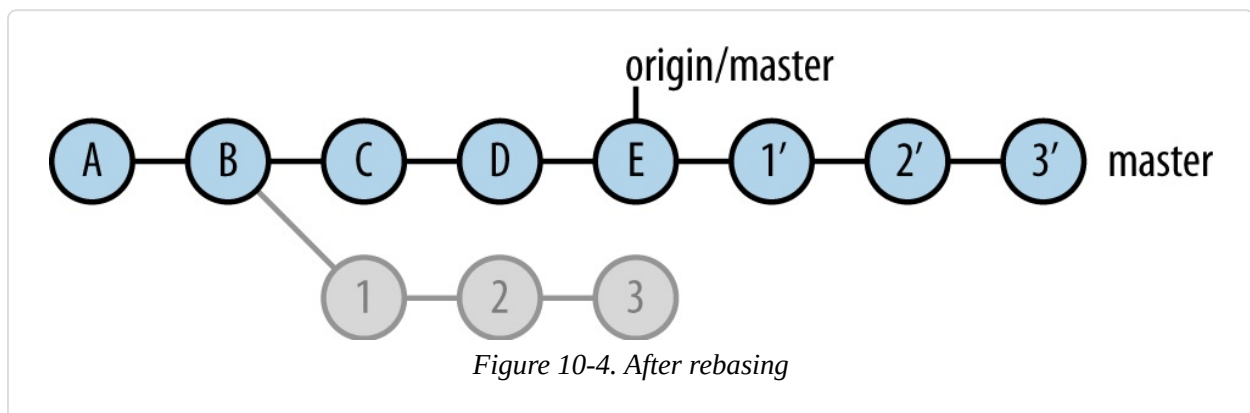 origin/master
A B C D E 1′ 2′ 3′ master
1 2 3
Figure 10-4. After rebasing